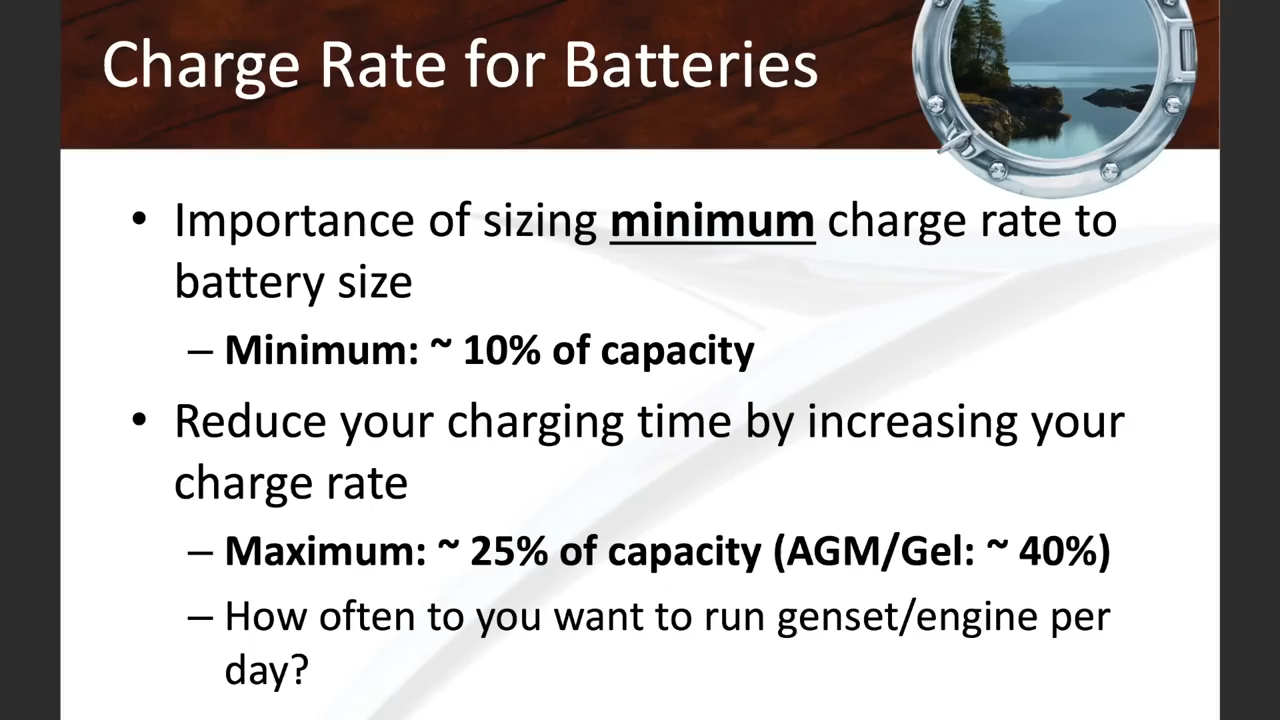 Charge Rate for Batteries
• Importance of sizing minimum charge rate to
battery size
– Minimum: ~ 10% of capacity
• Reduce your charging time by increasing your
charge rate
– Maximum: ~ 25% of capacity (AGM/Gel: ~ 40%)
– How often to you want to run genset/engine per
day?